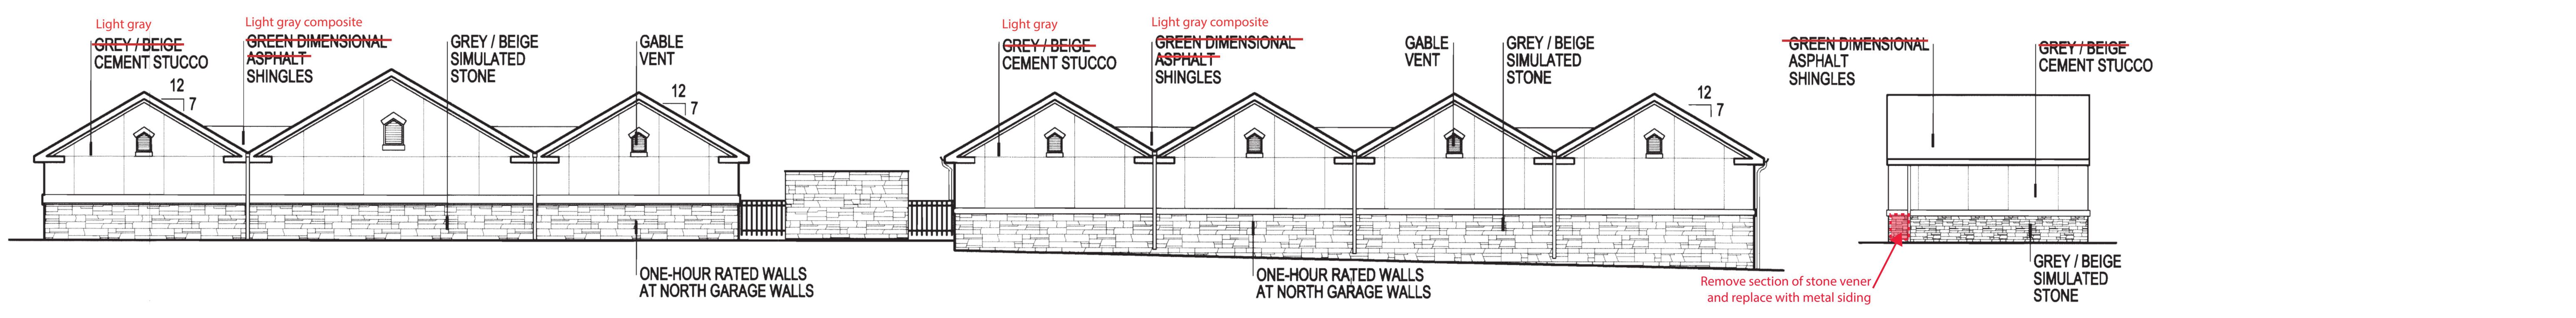 Light gray
GREY / BEIGE
CEMENT STUCCO
12
7
Light gray composite
GREEN DIMENSIONAL
ASPHALT
SHINGLES
GREY / BEIGE
SIMULATED
STONE
GABLE
VENT
12
7
ONE-HOUR RATED WALLS
AT NORTH GARAGE WALLS
Light gray
GREY / BEIGE
CEMENT STUCCO
Light gray composite
GREEN DIMENSIONAL
ASPHALT
SHINGLES
GABLE
VENT
GREY / BEIGE
SIMULATED
STONE
12
7
ONE-HOUR RATED WALLS
AT NORTH GARAGE WALLS
GREEN DIMENSIONAL
ASPHALT
SHINGLES
GREY / BEIGE
CEMENT STUCCO
Remove section of stone vener
and replace with metal siding
GREY / BEIGE
SIMULATED
STONE